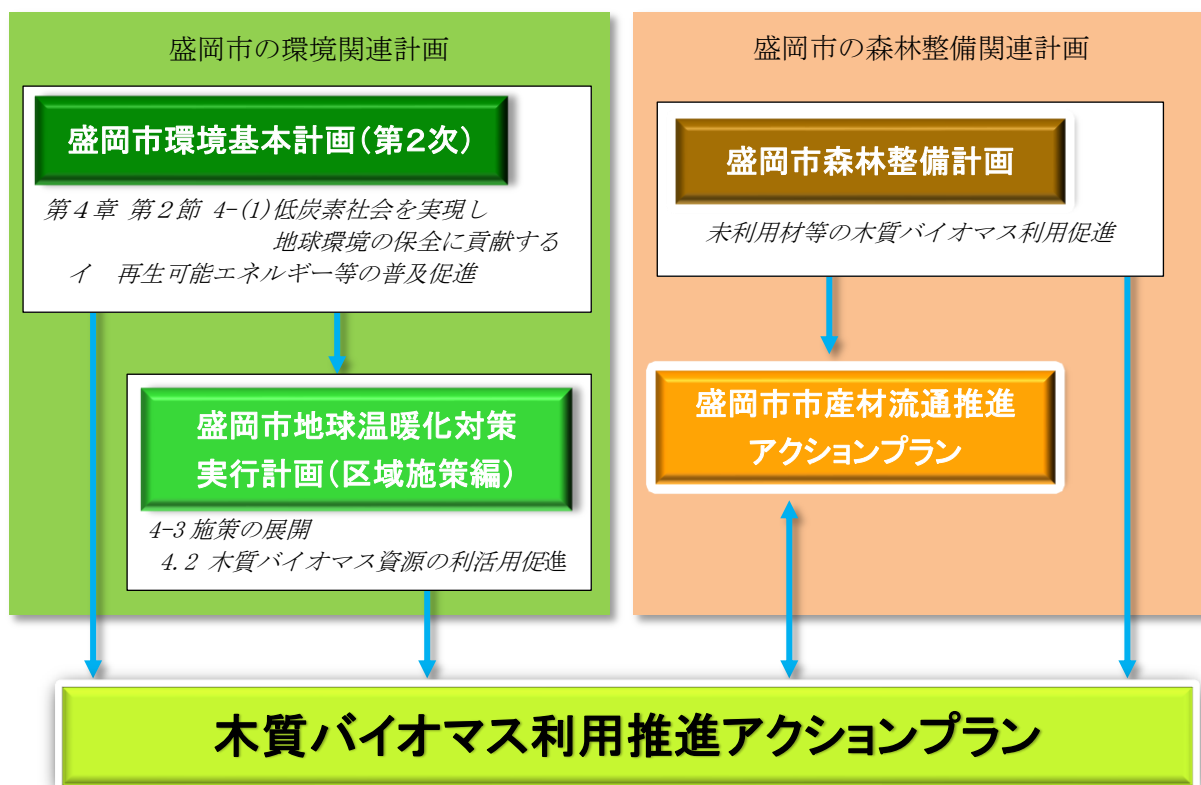 盛岡市の環境関連計画
盛岡市環境基本計画(第2次)
第4章 第2節 4-(1)低炭素社会を実現し
地球環境の保全に貢献する
イ 再生可能エネルギー等の普及促進
盛岡市地球温暖化対策
実行計画(区域施策編)
4-3 施策の展開
4.2 木質バイオマス資源の利活用促進
盛岡市の森林整備関連計画
盛岡市森林整備計画
未利用材等の木質バイオマス利用促進
盛岡市市産材流通推進
アクションプラン
木質バイオマス利用推進アクションプラン